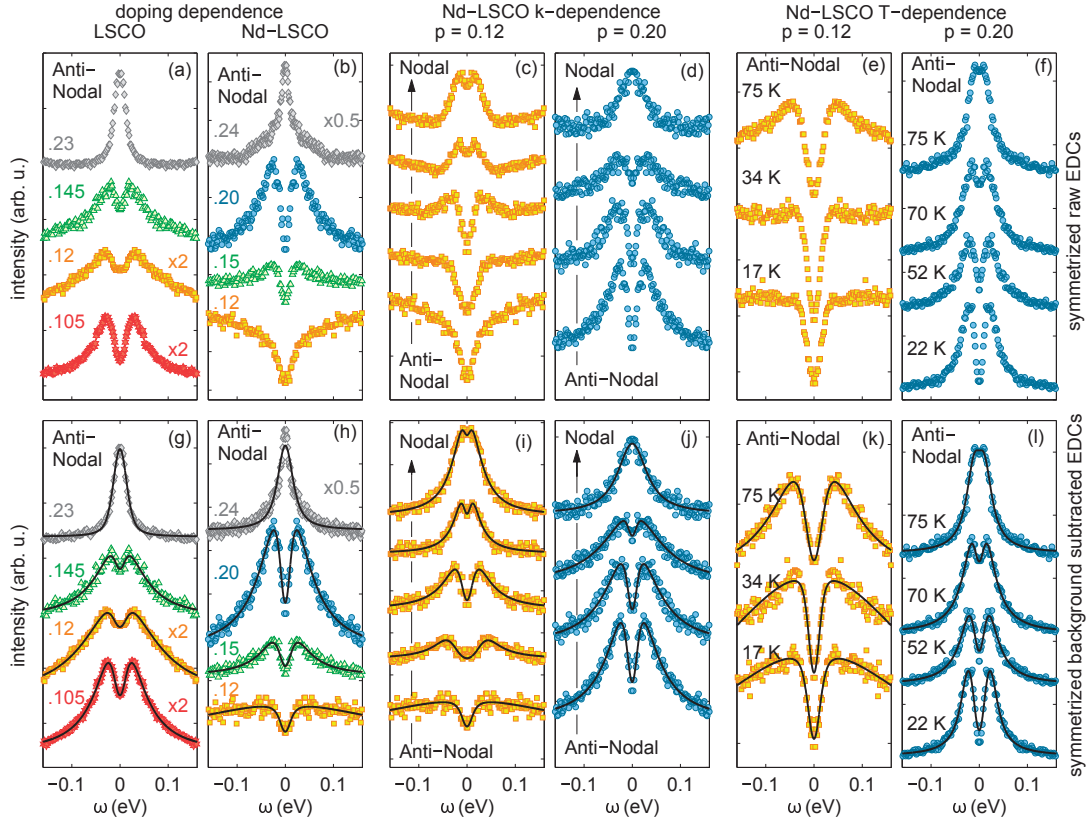 doping dependence
LSCO
Nd−LSCO
Nd−LSCO k−dependence
p = 0.12
p = 0.20
Nd−LSCO T−dependence
p = 0.12
p = 0.20
intensity (arb. u.)
Anti−
Nodal
(a)
.23
.145
.12
x2
.105
x2
Anti−
Nodal
(b)
.24
x0.5
.20
.15
.12
Nodal
(c)
Anti−
Nodal
Nodal
(d)
Anti−Nodal
Anti−Nodal
(e)
75 K
34 K
17 K
Anti−
Nodal
(f)
75 K
70 K
52 K
22 K
symmetrized raw EDCs
intensity (arb. u.)
Anti−
Nodal
(g)
.23
.145
.12
x2
.105
x2
Anti−
Nodal
(h)
.24
x0.5
.20
.15
.12
Nodal
(i)
Anti−Nodal
Nodal
(j)
Anti−Nodal
Anti−Nodal
(k)
75 K
34 K
17 K
Anti−
Nodal
(l)
75 K
70 K
52 K
22 K
symmetrized background subtracted EDCs
−0.1 0 0.1
−0.1 0 0.1
−0.1 0 0.1
−0.1 0 0.1
−0.1 0 0.1
−0.1 0 0.1
ω (eV)
ω (eV)
ω (eV)
ω (eV)
ω (eV)
ω (eV)